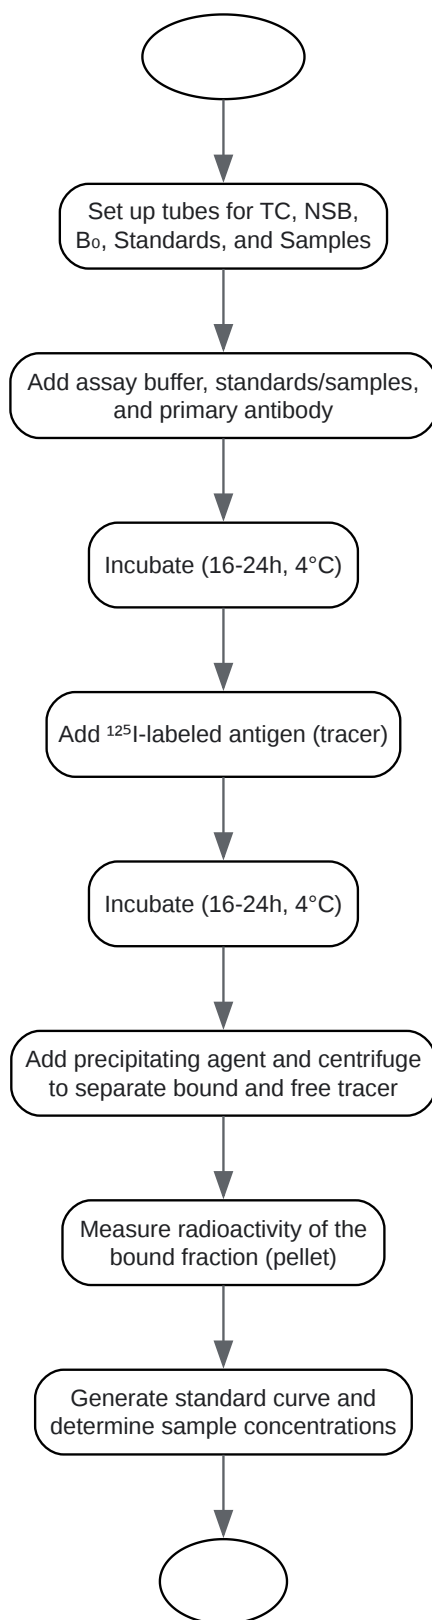 Set up tubes for TC, NSB,
B₀, Standards, and Samples
Add assay buffer, standards/samples,
and primary antibody
Incubate (16-24h, 4°C)
Add ¹²⁵I-labeled antigen (tracer)
Incubate (16-24h, 4°C)
Add precipitating agent and centrifuge
to separate bound and free tracer
Measure radioactivity of the
bound fraction (pellet)
Generate standard curve and
determine sample concentrations